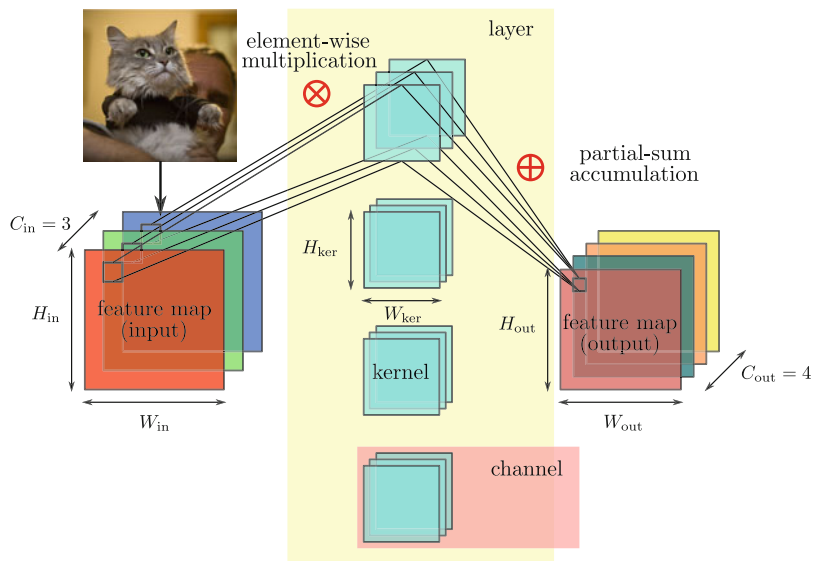 element-wise
multiplication
layer
partial-sum
accumulation
C_in = 3
H_in
feature map
(input)
W_in
H_ker
W_ker
kernel
channel
H_out
feature map
(output)
C_out = 4
W_out